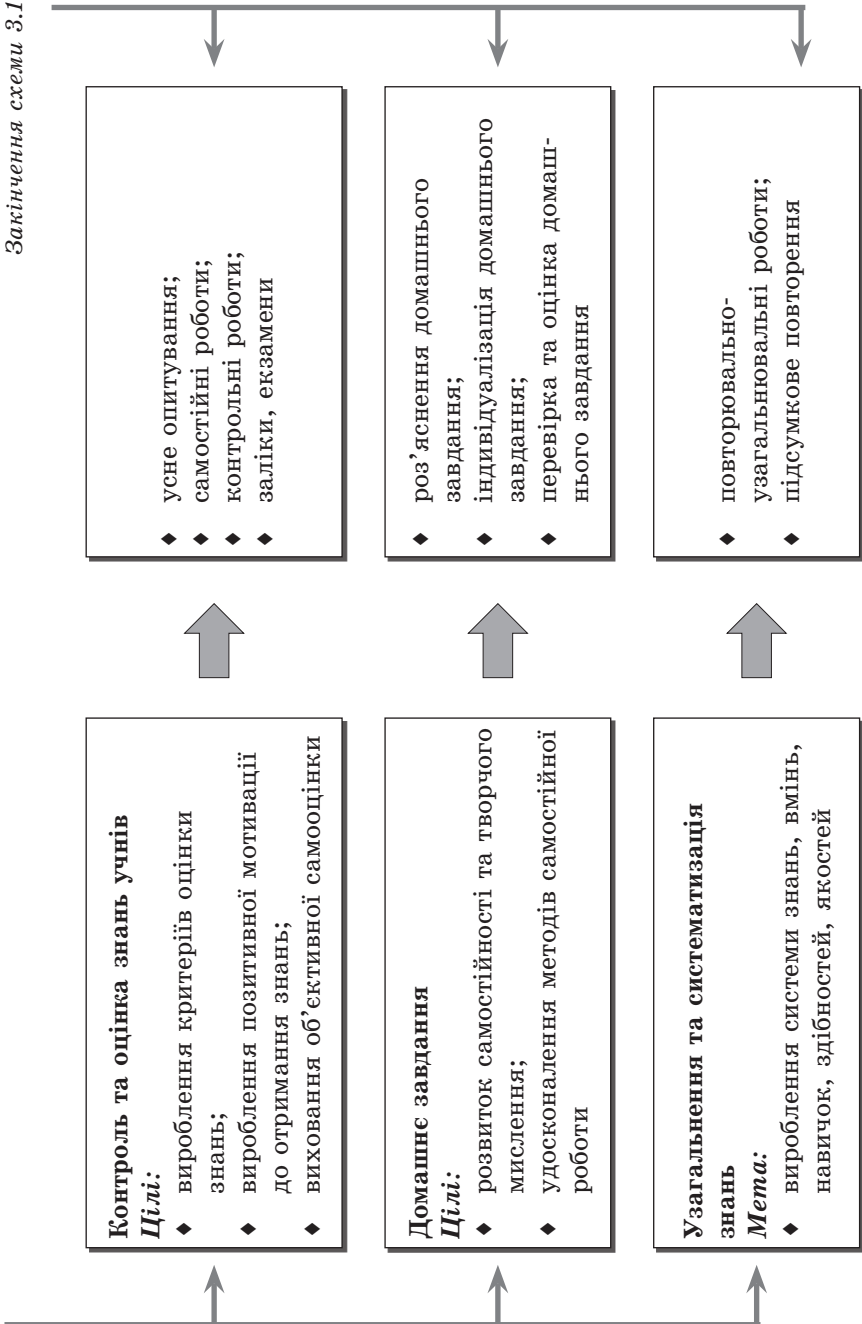 Закінчення схеми 3.1
Контроль та оцінка знань учнів
Цілі:
♦ вироблення критеріїв оцінки
знань;
♦ вироблення позитивної мотивації
до отримання знань;
♦ виховання об’єктивної самооцінки
♦ усне опитування;
♦ самостійні роботи;
♦ контрольні роботи;
♦ заліки, екзамени
Домашнє завдання
Цілі:
♦ розвиток самостійності та творчого
мислення;
♦ удосконалення методів самостійної
роботи
♦ роз’яснення домашнього
завдання;
♦ індивідуалізація домашнього
завдання;
♦ перевірка та оцінка домаш-
нього завдання
Узагальнення та систематизація
знань
Мета:
♦ вироблення системи знань, вмінь,
навичок, здібностей, якостей
♦ повторювально-
узагальнювальні роботи;
♦ підсумкове повторення